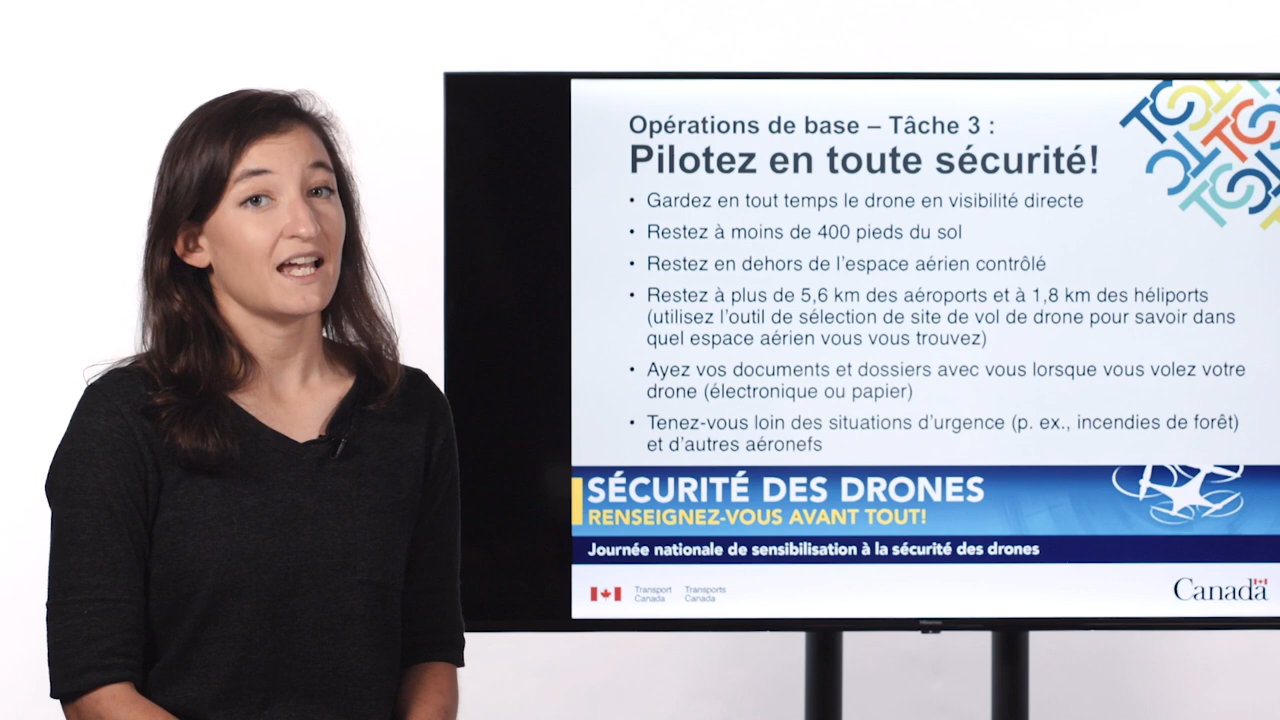 Opérations de base – Tâche 3 :
Pilotez en toute sécurité!
• Gardez en tout temps le drone en visibilité directe
• Restez à moins de 400 pieds du sol
• Restez en dehors de l'espace aérien contrôlé
• Restez à plus de 5,6 km des aéroports et à 1,8 km des héliports
(utilisez l'outil de sélection de site de vol de drone pour savoir dans
quel espace aérien vous vous trouvez)
• Ayez vos documents et dossiers avec vous lorsque vous volez votre
drone (électronique ou papier)
• Tenez-vous loin des situations d'urgence (p. ex., incendies de forêt)
et d'autres aéronefs
SÉCURITÉ DES DRONES
RENSEIGNEZ-VOUS AVANT TOUT!
Journée nationale de sensibilisation à la sécurité des drones
Transport Canada
Transports Canada
Canada